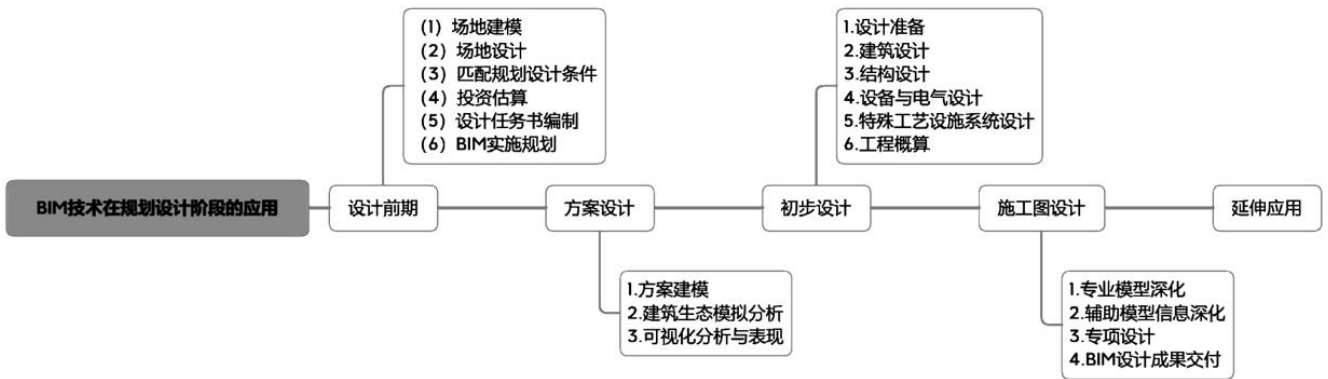 BIM技术在规划设计阶段的应用
设计前期
(1) 场地建模
(2) 场地设计
(3) 匹配规划设计条件
(4) 投资估算
(5) 设计任务书编制
(6) BIM实施规划
方案设计
1.方案建模
2.建筑生态模拟分析
3.可视化分析与表现
初步设计
1.设计准备
2.建筑设计
3.结构设计
4.设备与电气设计
5.特殊工艺设施系统设计
6.工程概算
施工图设计
1.专业模型深化
2.辅助模型信息深化
3.专项设计
4.BIM设计成果交付
延伸应用